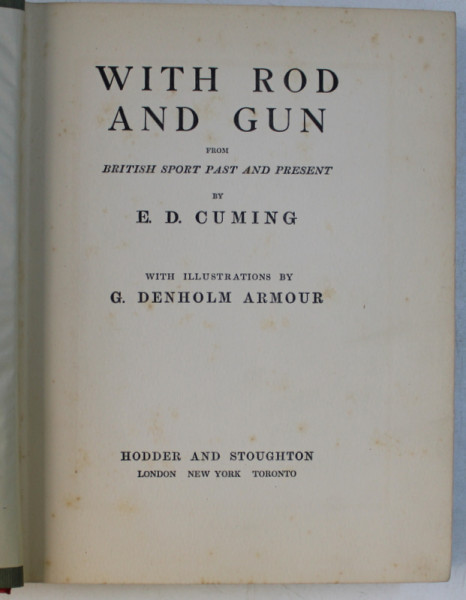 WITH ROD
AND GUN
FROM
BRITISH SPORT PAST AND PRESENT
BY
E. D. CUMING
WITH ILLUSTRATIONS BY
G. DENHOLM ARMOUR
HODDER AND STOUGHTON
LONDON NEW YORK TORONTO